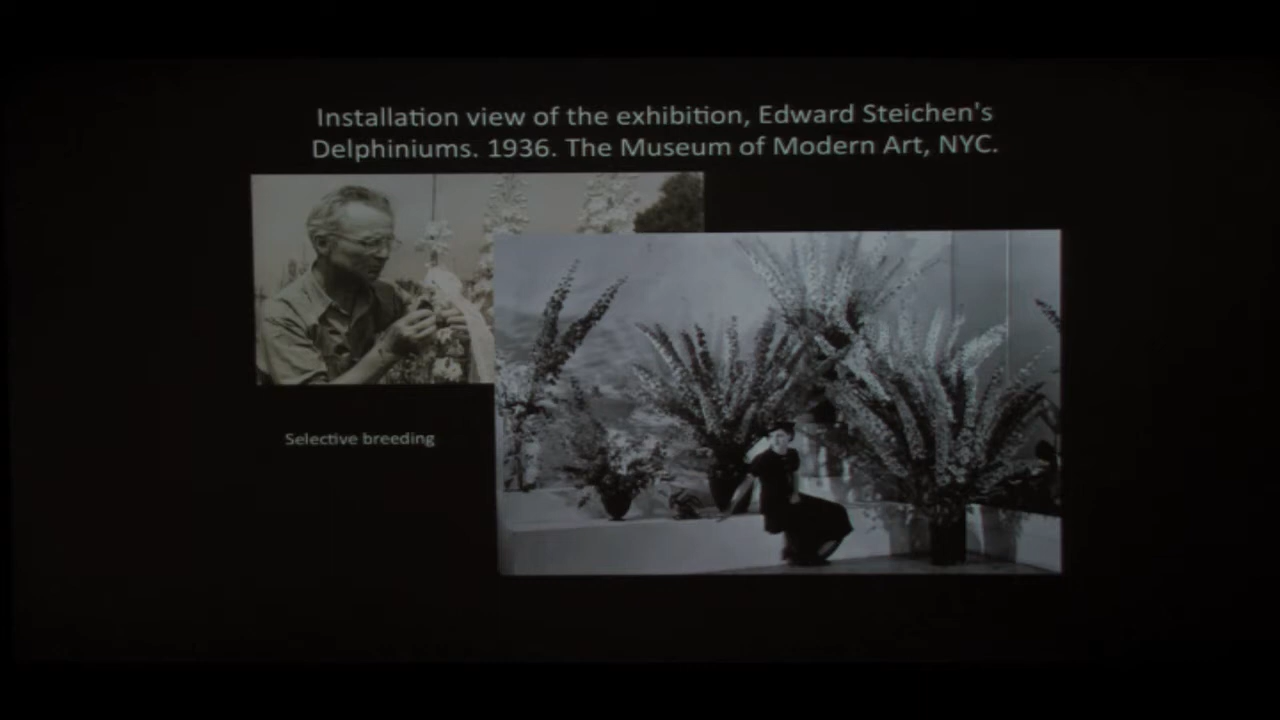 Installation view of the exhibition, Edward Steichen's
Delphiniums. 1936. The Museum of Modern Art, NYC.
Selective breeding